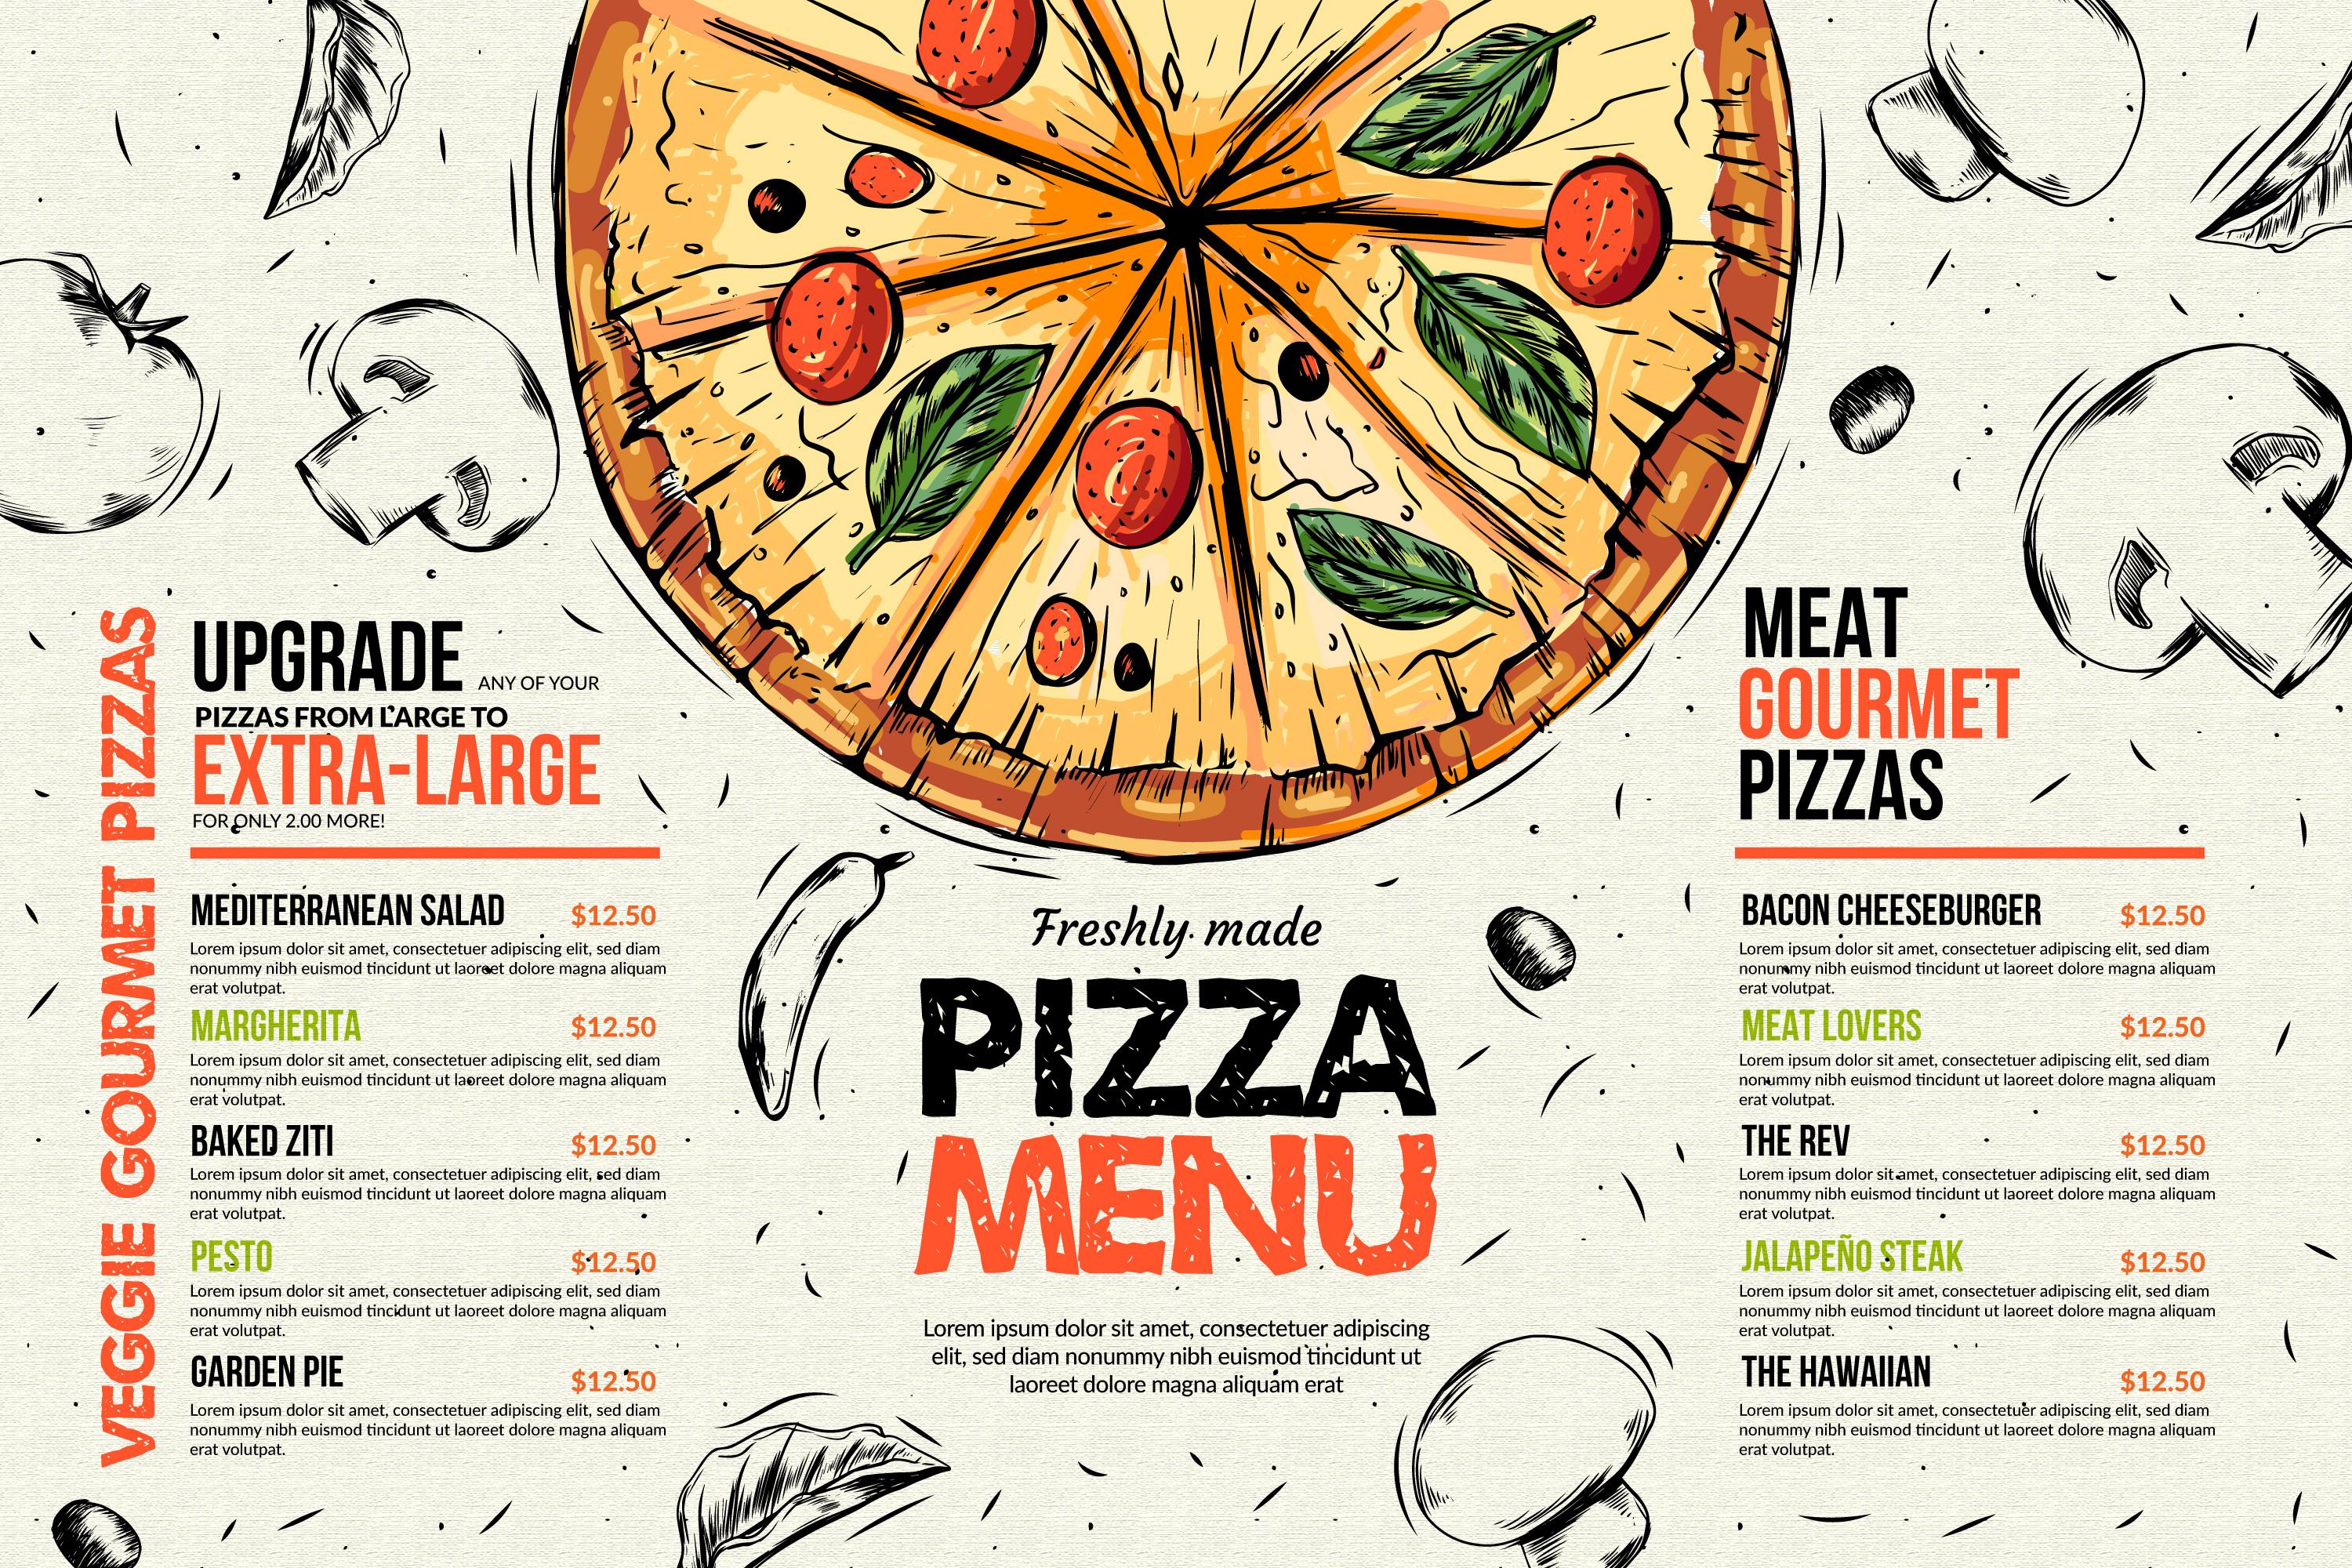 VEGGIE GOURMET PIZZAS
UPGRADE ANY OF YOUR
PIZZAS FROM LARGE TO
EXTRA-LARGE
FOR ONLY 2.00 MORE!
MEDITERRANEAN SALAD $12.50
Lorem ipsum dolor sit amet, consectetuer adipiscing elit, sed diam
nonummy nibh euismod tincidunt ut laoreet dolore magna aliquam
erat volutpat.
MARGHERITA $12.50
Lorem ipsum dolor sit amet, consectetuer adipiscing elit, sed diam
nonummy nibh euismod tincidunt ut laoreet dolore magna aliquam
erat volutpat.
BAKED ZITI $12.50
Lorem ipsum dolor sit amet, consectetuer adipiscing elit, sed diam
nonummy nibh euismod tincidunt ut laoreet dolore magna aliquam
erat volutpat.
PESTO $12.50
Lorem ipsum dolor sit amet, consectetuer adipiscing elit, sed diam
nonummy nibh euismod tincidunt ut laoreet dolore magna aliquam
erat volutpat.
GARDEN PIE $12.50
Lorem ipsum dolor sit amet, consectetuer adipiscing elit, sed diam
nonummy nibh euismod tincidunt ut laoreet dolore magna aliquam
erat volutpat.
Freshly made
PIZZA
MENU
Lorem ipsum dolor sit amet, consectetuer adipiscing
elit, sed diam nonummy nibh euismod tincidunt ut
laoreet dolore magna aliquam erat
MEAT
GOURMET
PIZZAS
BACON CHEESEBURGER $12.50
Lorem ipsum dolor sit amet, consectetuer adipiscing elit, sed diam
nonummy nibh euismod tincidunt ut laoreet dolore magna aliquam
erat volutpat.
MEAT LOVERS $12.50
Lorem ipsum dolor sit amet, consectetuer adipiscing elit, sed diam
nonummy nibh euismod tincidunt ut laoreet dolore magna aliquam
erat volutpat.
THE REV $12.50
Lorem ipsum dolor sit amet, consectetuer adipiscing elit, sed diam
nonummy nibh euismod tincidunt ut laoreet dolore magna aliquam
erat volutpat.
JALAPEÑO STEAK $12.50
Lorem ipsum dolor sit amet, consectetuer adipiscing elit, sed diam
nonummy nibh euismod tincidunt ut laoreet dolore magna aliquam
erat volutpat.
THE HAWAIIAN $12.50
Lorem ipsum dolor sit amet, consectetuer adipiscing elit, sed diam
nonummy nibh euismod tincidunt ut laoreet dolore magna aliquam
erat volutpat.